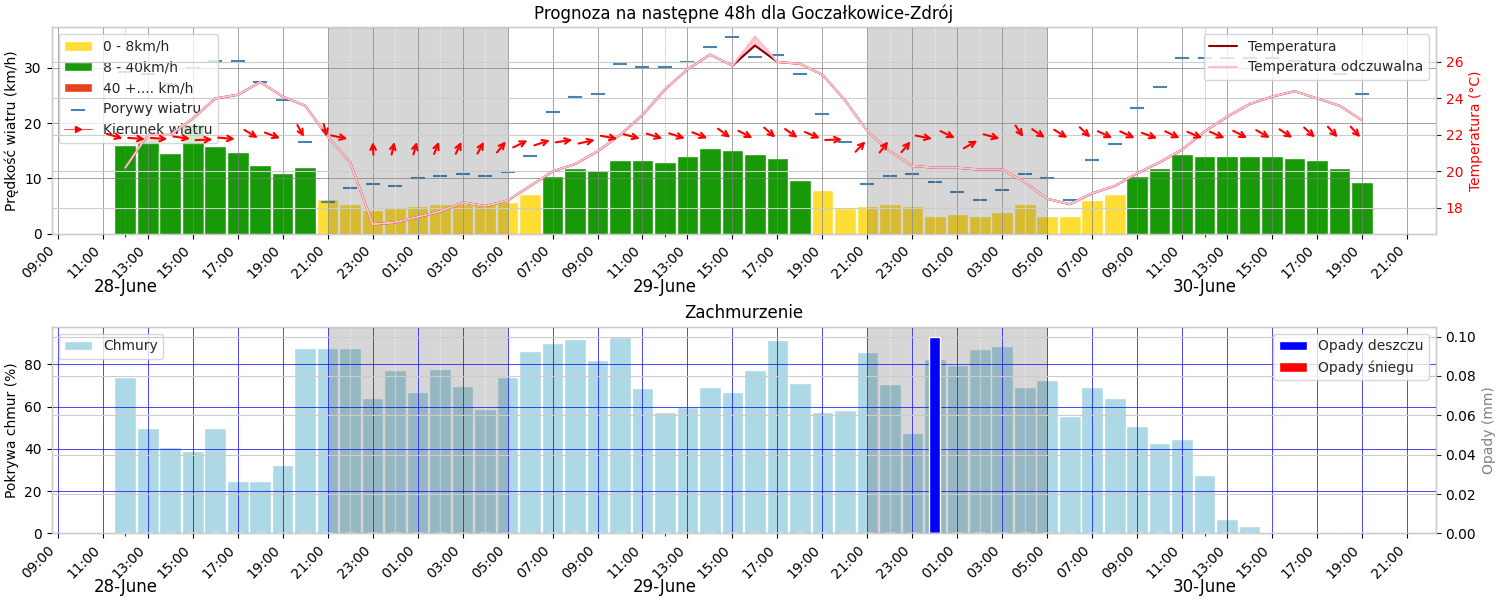 Prognoza na następne 48h dla Goczałkowice-Zdrój
Prędkość wiatru (km/h)
30
20
10
0
0 - 8km/h
8 - 40km/h
40 +.... km/h
Porywy wiatru
Kierunek wiatru
Temperatura
Temperatura odczuwalna
26
24
22
20
18
Temperatura (°C)
09:00 11:00 13:00 15:00 17:00 19:00 21:00 23:00 01:00 03:00 05:00 07:00 09:00 11:00 13:00 15:00 17:00 19:00 21:00 23:00 01:00 03:00 05:00 07:00 09:00 11:00 13:00 15:00 17:00 19:00 21:00
28-June 29-June 30-June
Zachmurzenie
Pokrywa chmur (%)
80
60
40
20
0
Chmury
Opady deszczu
Opady śniegu
0.10
0.08
0.06
0.04
0.02
0.00
Opady (mm)
09:00 11:00 13:00 15:00 17:00 19:00 21:00 23:00 01:00 03:00 05:00 07:00 09:00 11:00 13:00 15:00 17:00 19:00 21:00 23:00 01:00 03:00 05:00 07:00 09:00 11:00 13:00 15:00 17:00 19:00 21:00
28-June 29-June 30-June